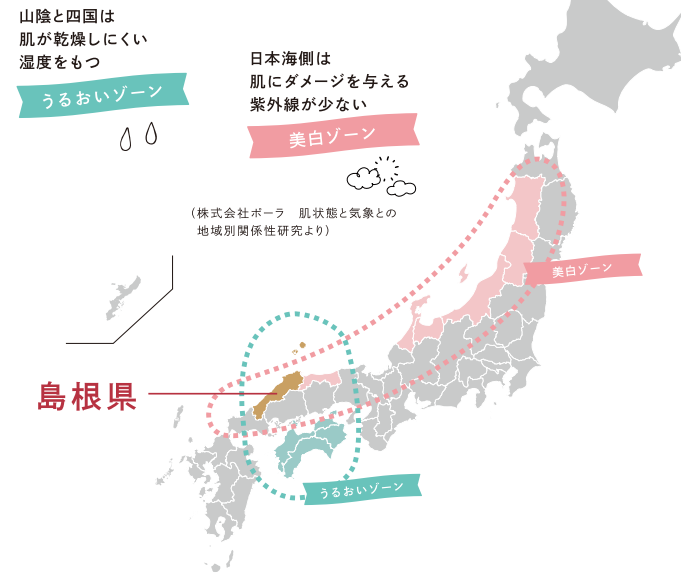 山陰と四国は
肌が乾燥しにくい
湿度をもつ
うるおいゾーン
日本海側は
肌にダメージを与える
紫外線が少ない
美白ゾーン
（株式会社ポーラ　肌状態と気象との
地域別関係性研究より）
美白ゾーン
島根県
うるおいゾーン